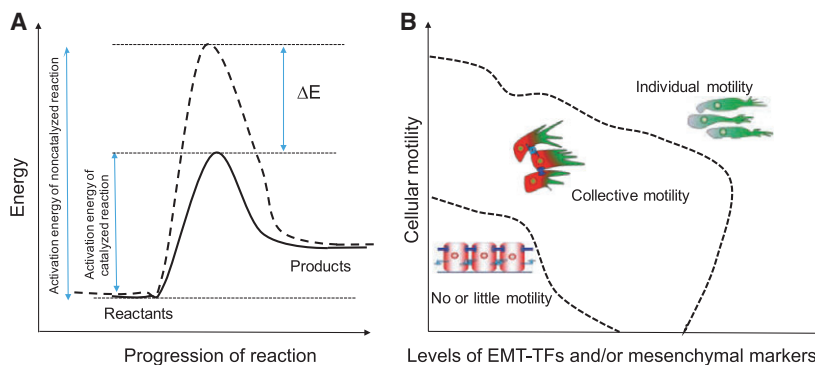 A
Energy
Activation energy of noncatalyzed reaction
Activation energy of
catalyzed reaction
ΔE
Products
Reactants
Progression of reaction
B
Cellular motility
Individual motility
Collective motility
No or little motility
Levels of EMT-TFs and/or mesenchymal markers